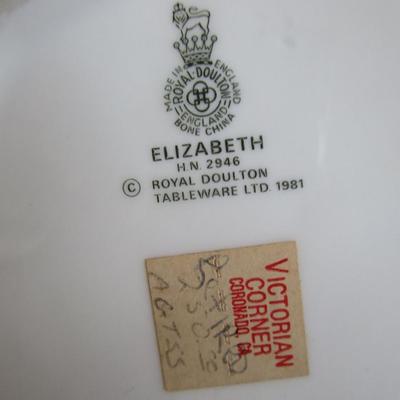 MADE IN ENGLAND
ROYAL·DOULTON
ENGLAND
BONE CHINA
ELIZABETH
H.N. 2946
© ROYAL DOULTON
TABLEWARE LTD. 1981
VICTORIAN
CORNER
CORONADO, CA